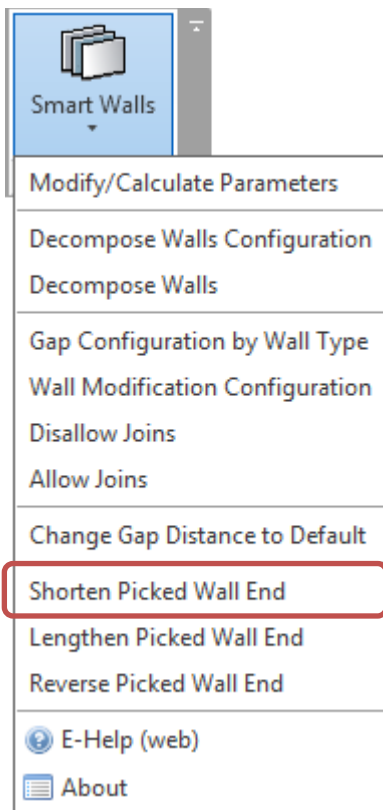 Smart Walls
Modify/Calculate Parameters
Decompose Walls Configuration
Decompose Walls
Gap Configuration by Wall Type
Wall Modification Configuration
Disallow Joins
Allow Joins
Change Gap Distance to Default
Shorten Picked Wall End
Lengthen Picked Wall End
Reverse Picked Wall End
E-Help (web)
About